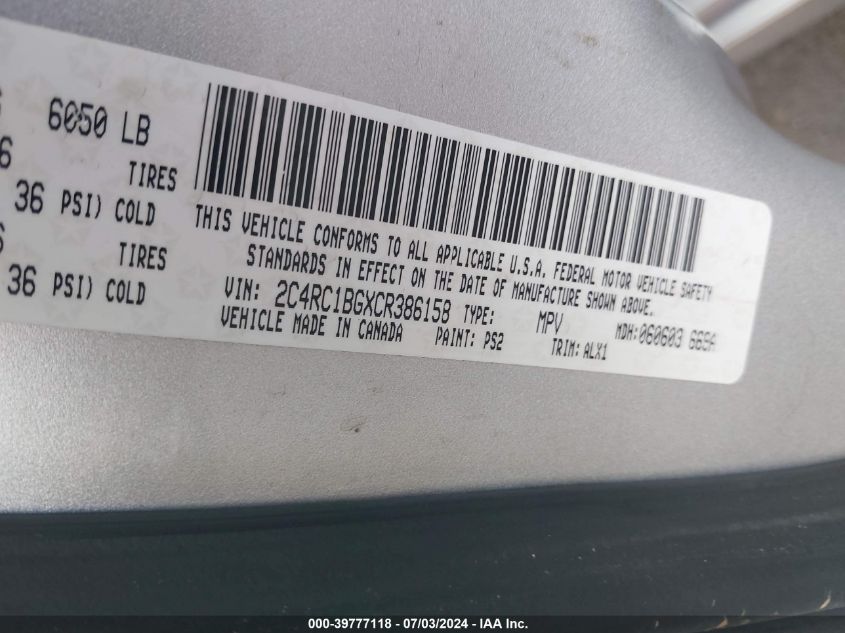 6050 LB
TIRES
36 PSI) COLD
TIRES
36 PSI) COLD
THIS VEHICLE CONFORMS TO ALL APPLICABLE U.S.A. FEDERAL MOTOR VEHICLE SAFETY
STANDARDS IN EFFECT ON THE DATE OF MANUFACTURE SHOWN ABOVE.
VIN: 2C4RC1BGXCR386158 TYPE: MPV MDH:060603 669A
VEHICLE MADE IN CANADA PAINT: PS2 TRIM: ALX1
000-39777118 - 07/03/2024 - IAA Inc.